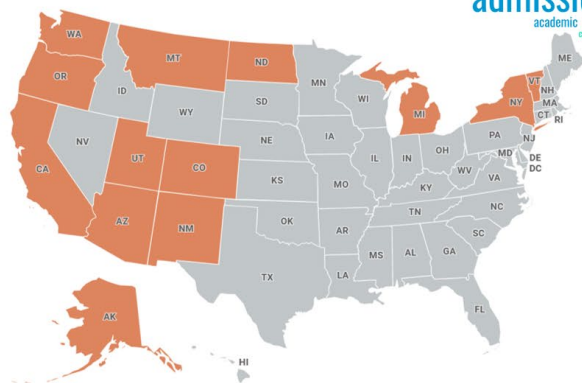 admissio
academic
WA
MT
ND
OR
ID
MN
WI
MI
ME
VT
NH
NY
MA
CT
RI
SD
WY
NE
IA
PA
NJ
NV
UT
CO
CA
IL
IN
OH
MD
DE
DC
WV
VA
KS
MO
KY
NC
TN
AZ
NM
OK
AR
SC
MS
AL
GA
TX
LA
FL
AK
HI